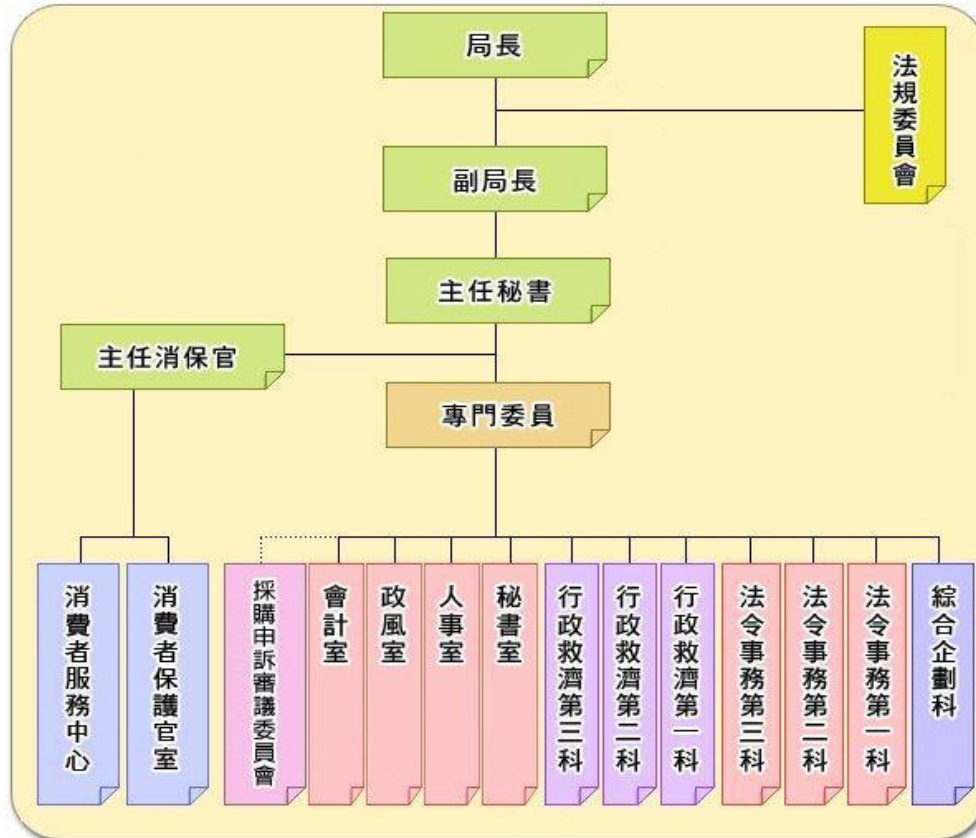 局長
法規委員會
副局長
主任秘書
主任消保官
專門委員
消費者服務中心
消費者保護官室
採購申訴審議委員會
會計室
政風室
人事室
秘書室
行政救濟第三科
行政救濟第二科
行政救濟第一科
法令事務第三科
法令事務第二科
法令事務第一科
綜合企劃科